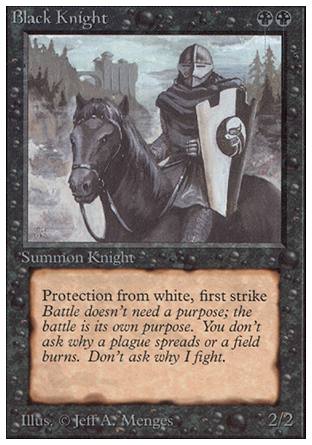 Black Knight
Summon Knight
Protection from white, first strike
Battle doesn't need a purpose; the
battle is its own purpose. You don't
ask why a plague spreads or a field
burns. Don't ask why I fight.
2/2
Illus. © Jeff A. Menges